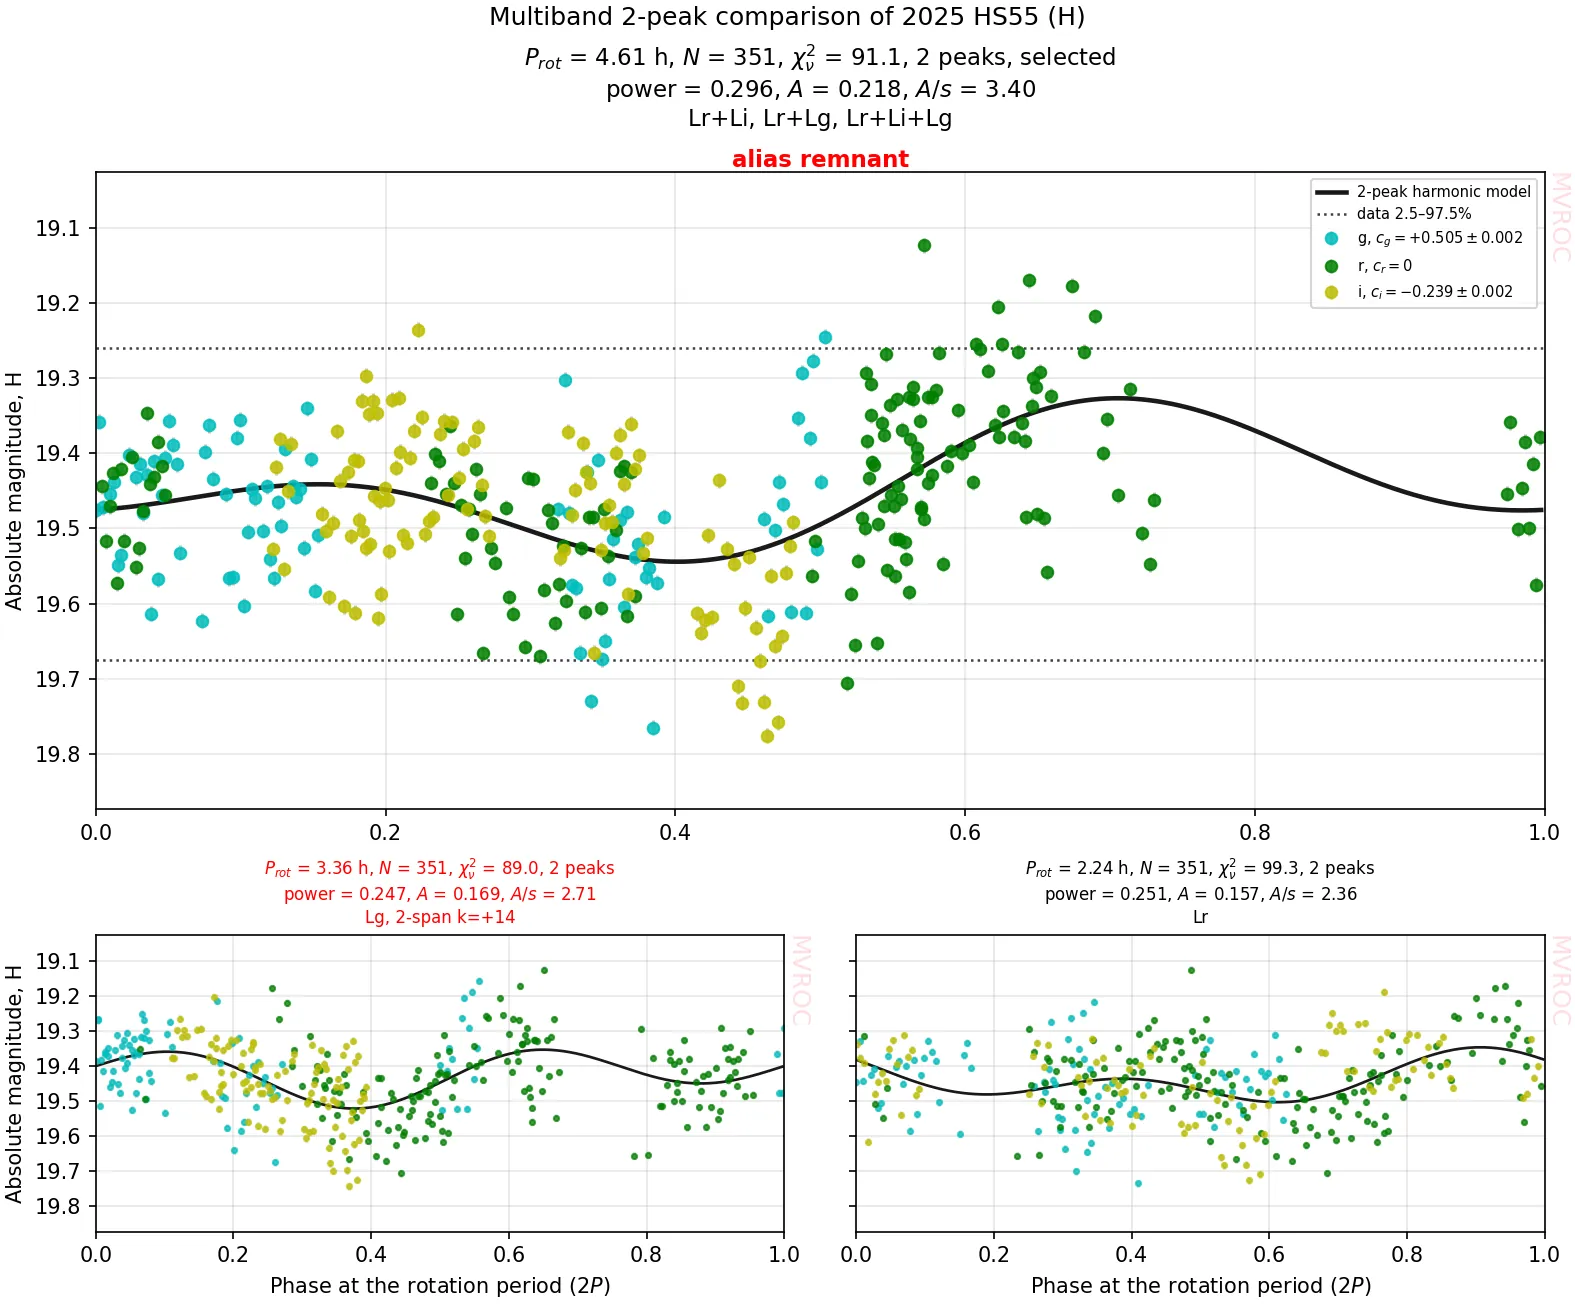 Multiband 2-peak comparison of 2025 HS55 (H)
P_rot = 4.61 h, N = 351, χ²_ν = 91.1, 2 peaks, selected
power = 0.296, A = 0.218, A/s = 3.40
Lr+Li, Lr+Lg, Lr+Li+Lg
alias remnant
MVROC
2-peak harmonic model
data 2.5–97.5%
g, c_g = +0.505 ± 0.002
r, c_r = 0
i, c_i = −0.239 ± 0.002
Absolute magnitude, H
19.1
19.2
19.3
19.4
19.5
19.6
19.7
19.8
0.0 0.2 0.4 0.6 0.8 1.0
P_rot = 3.36 h, N = 351, χ²_ν = 89.0, 2 peaks
power = 0.247, A = 0.169, A/s = 2.71
Lg, 2-span k=+14
MVROC
Absolute magnitude, H
19.1
19.2
19.3
19.4
19.5
19.6
19.7
19.8
0.0 0.2 0.4 0.6 0.8 1.0
Phase at the rotation period (2P)
P_rot = 2.24 h, N = 351, χ²_ν = 99.3, 2 peaks
power = 0.251, A = 0.157, A/s = 2.36
Lr
MVROC
0.0 0.2 0.4 0.6 0.8 1.0
Phase at the rotation period (2P)